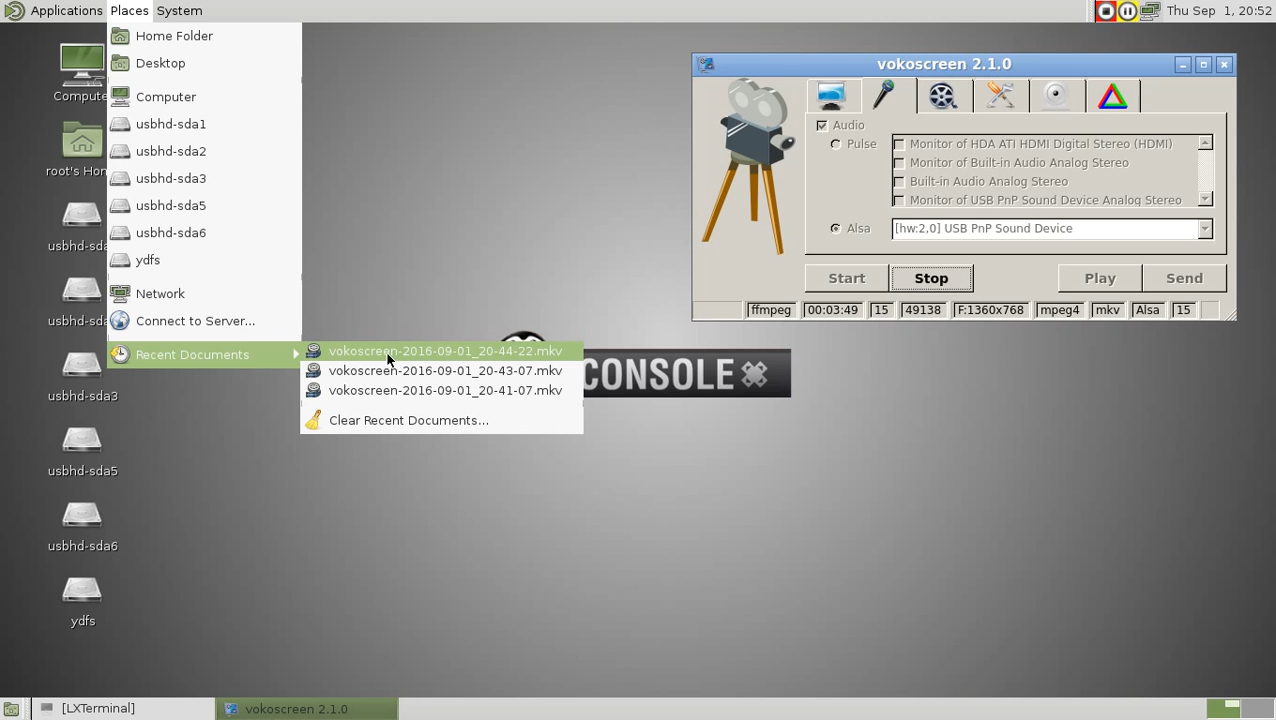 Applications Places System
Thu Sep 1, 20:52
Home Folder
Desktop
Computer
usbhd-sda1
usbhd-sda2
usbhd-sda3
usbhd-sda5
usbhd-sda6
ydfs
Network
Connect to Server...
Recent Documents
vokoscreen-2016-09-01_20-44-22.mkv
vokoscreen-2016-09-01_20-43-07.mkv
vokoscreen-2016-09-01_20-41-07.mkv
Clear Recent Documents...
Compute
root's Hon
usbhd-sda
usbhd-sda
usbhd-sda3
usbhd-sda5
usbhd-sda6
ydfs
vokoscreen 2.1.0
Audio
Pulse
Monitor of HDA ATI HDMI Digital Stereo (HDMI)
Monitor of Built-in Audio Analog Stereo
Built-in Audio Analog Stereo
Monitor of USB PnP Sound Device Analog Stereo
Alsa
[hw:2,0] USB PnP Sound Device
Start Stop Play Send
ffmpeg 00:03:49 15 49138 F:1360x768 mpeg4 mkv Alsa 15
CONSOLE
[LXTerminal]
vokoscreen 2.1.0